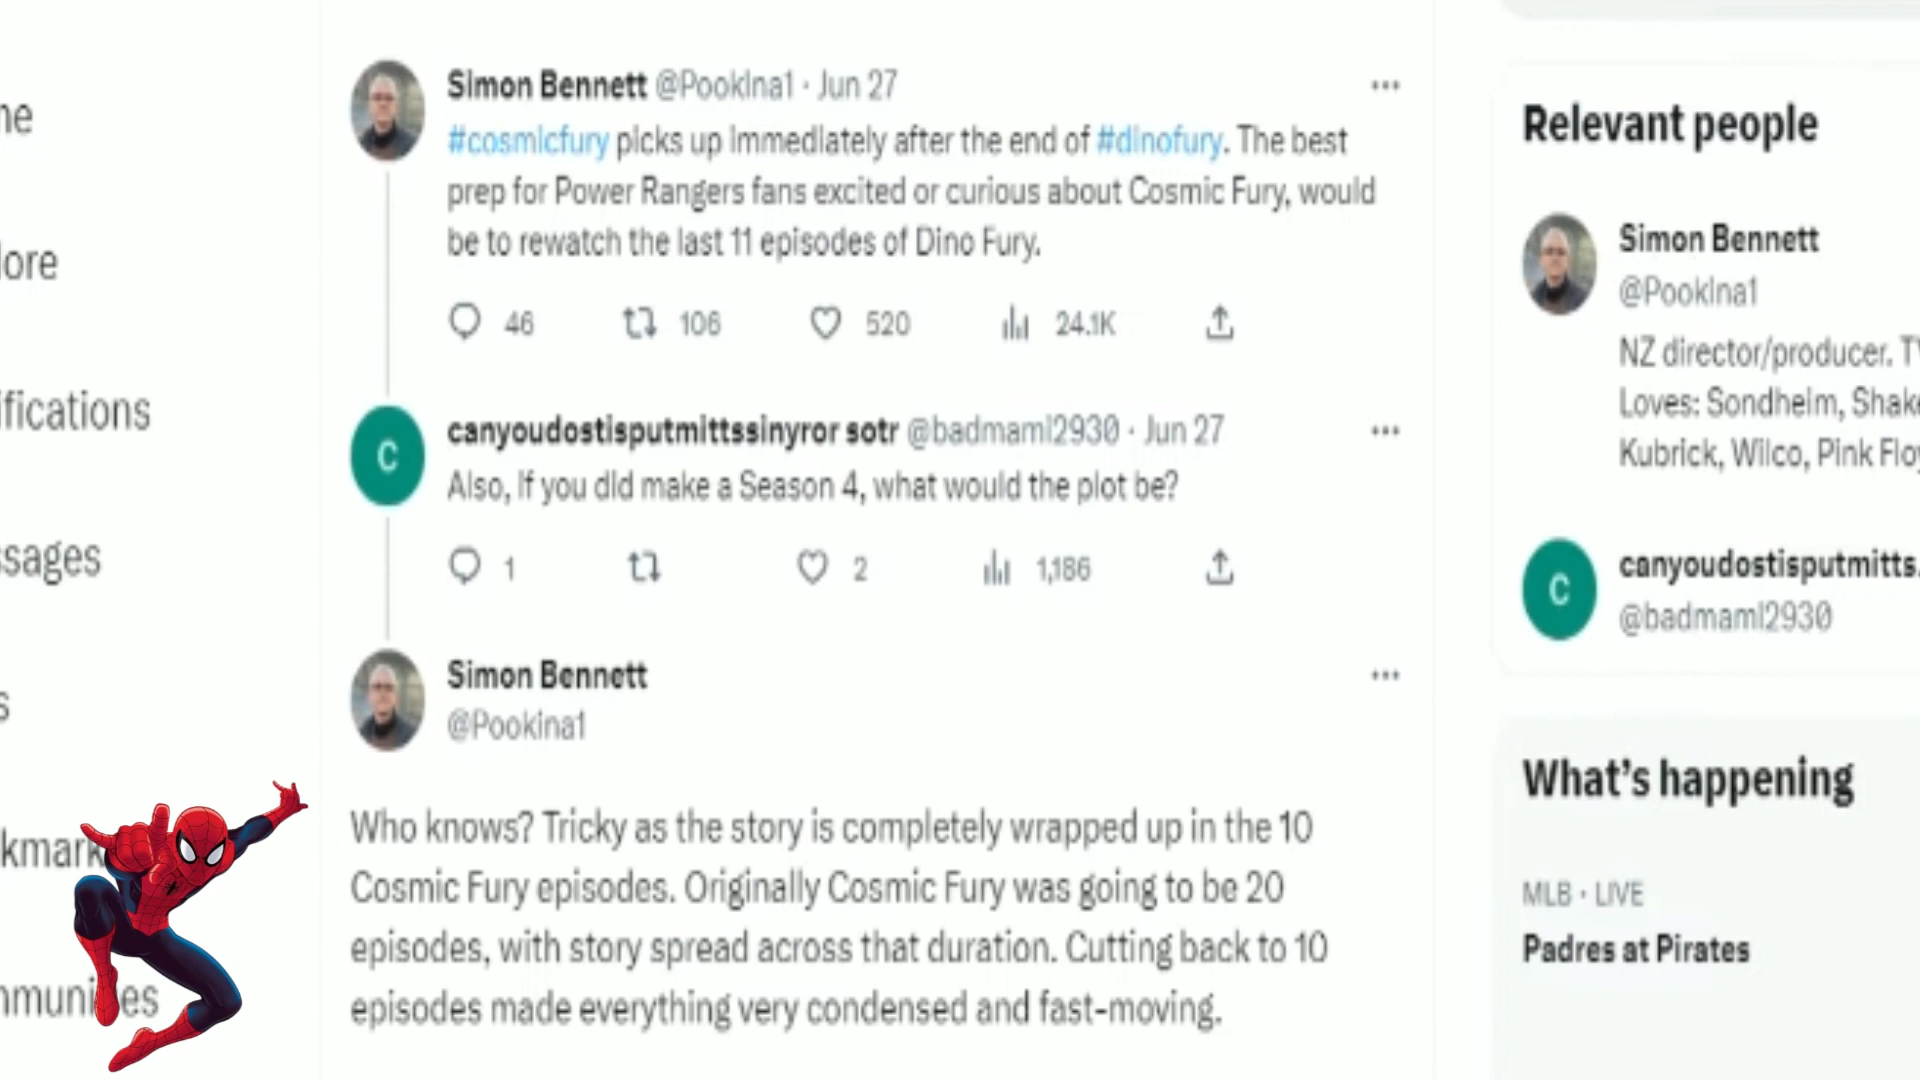 Simon Bennett @Pookina1 · Jun 27
#cosmicfury picks up immediately after the end of #dinofury. The best
prep for Power Rangers fans excited or curious about Cosmic Fury, would
be to rewatch the last 11 episodes of Dino Fury.
46 106 520 24.1K
canyoudostisputmittssinyror sotr @badmaml2930 · Jun 27
Also, If you did make a Season 4, what would the plot be?
1 2 1,186
Simon Bennett
@Pookina1
Who knows? Tricky as the story is completely wrapped up in the 10
Cosmic Fury episodes. Originally Cosmic Fury was going to be 20
episodes, with story spread across that duration. Cutting back to 10
episodes made everything very condensed and fast-moving.
Relevant people
Simon Bennett
@Pookina1
NZ director/producer. TV
Loves: Sondheim, Shake
Kubrick, Wilco, Pink Floy
C
canyoudostisputmitts.
@badmaml2930
What's happening
MLB · LIVE
Padres at Pirates
ne
lore
ifications
ssages
s
kmark
C